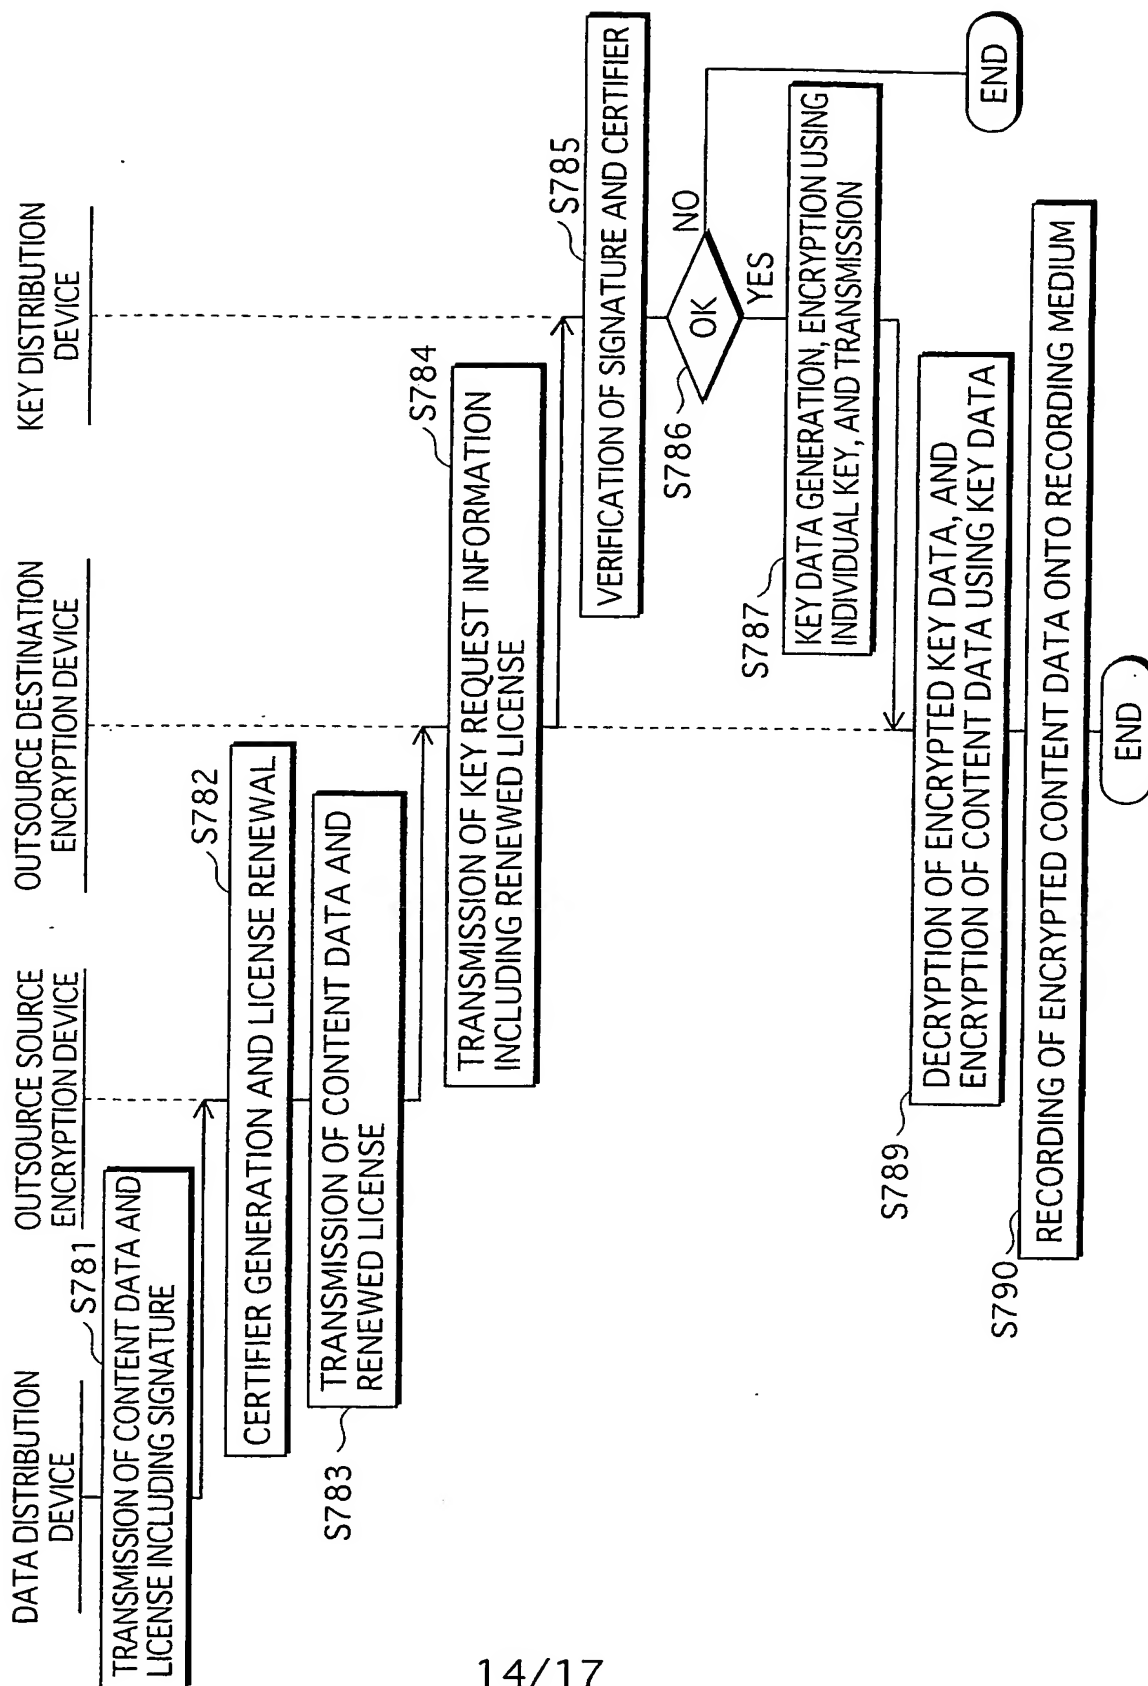 DATA DISTRIBUTION
DEVICE
OUTSOURCE SOURCE
ENCRYPTION DEVICE
OUTSOURCE DESTINATION
ENCRYPTION DEVICE
KEY DISTRIBUTION
DEVICE
S781
TRANSMISSION OF CONTENT DATA AND
LICENSE INCLUDING SIGNATURE
S782
CERTIFIER GENERATION AND LICENSE RENEWAL
S783
TRANSMISSION OF CONTENT DATA AND
RENEWED LICENSE
S784
TRANSMISSION OF KEY REQUEST INFORMATION
INCLUDING RENEWED LICENSE
S785
VERIFICATION OF SIGNATURE AND CERTIFIER
S786
OK
NO
YES
END
S787
KEY DATA GENERATION, ENCRYPTION USING
INDIVIDUAL KEY, AND TRANSMISSION
S789
DECRYPTION OF ENCRYPTED KEY DATA, AND
ENCRYPTION OF CONTENT DATA USING KEY DATA
S790
RECORDING OF ENCRYPTED CONTENT DATA ONTO RECORDING MEDIUM
END
14/17